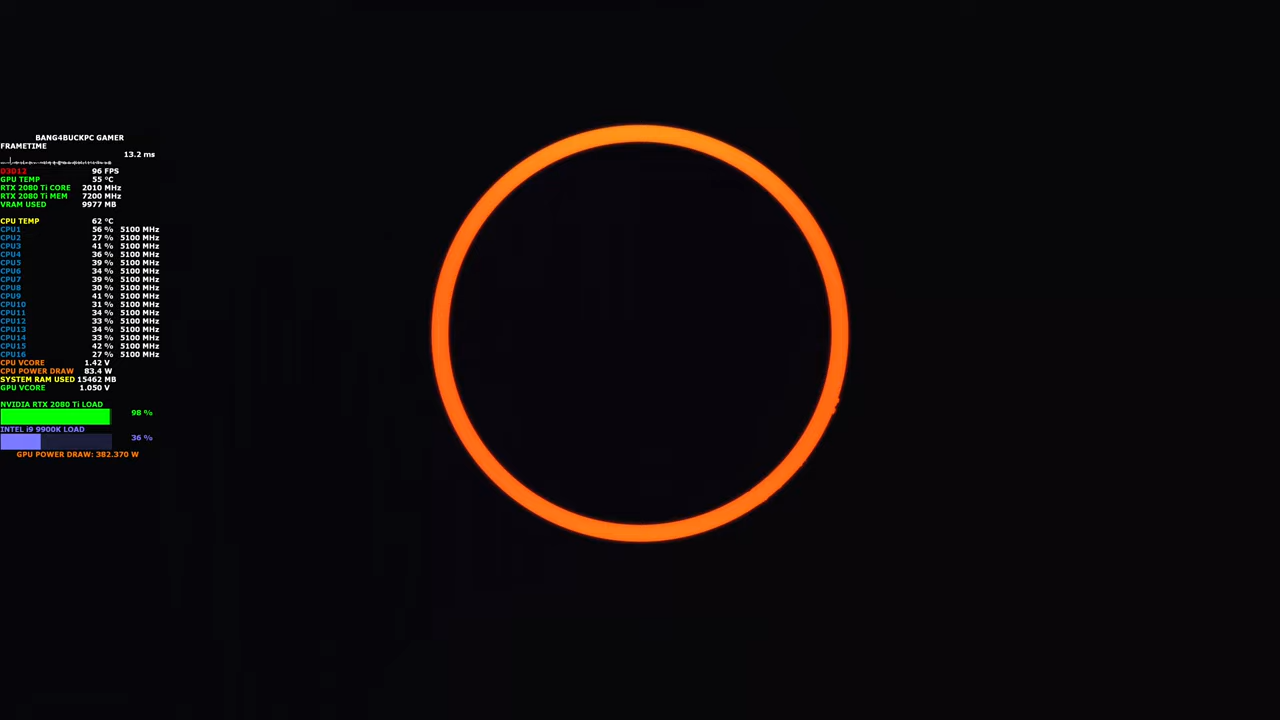 BANG4BUCKPC GAMER
FRAMETIME
13.2 ms
D3D12 96 FPS
GPU TEMP 55 °C
RTX 2080 Ti CORE 2010 MHz
RTX 2080 Ti MEM 7200 MHz
VRAM USED 9977 MB
CPU TEMP 62 °C
CPU1 56 % 5100 MHz
CPU2 27 % 5100 MHz
CPU3 41 % 5100 MHz
CPU4 36 % 5100 MHz
CPU5 39 % 5100 MHz
CPU6 34 % 5100 MHz
CPU7 39 % 5100 MHz
CPU8 30 % 5100 MHz
CPU9 41 % 5100 MHz
CPU10 31 % 5100 MHz
CPU11 34 % 5100 MHz
CPU12 33 % 5100 MHz
CPU13 34 % 5100 MHz
CPU14 33 % 5100 MHz
CPU15 42 % 5100 MHz
CPU16 27 % 5100 MHz
CPU VCORE 1.42 V
CPU POWER DRAW 83.4 W
SYSTEM RAM USED 15462 MB
GPU VCORE 1.050 V
NVIDIA RTX 2080 Ti LOAD
98 %
INTEL i9 9900K LOAD
36 %
GPU POWER DRAW: 382.370 W